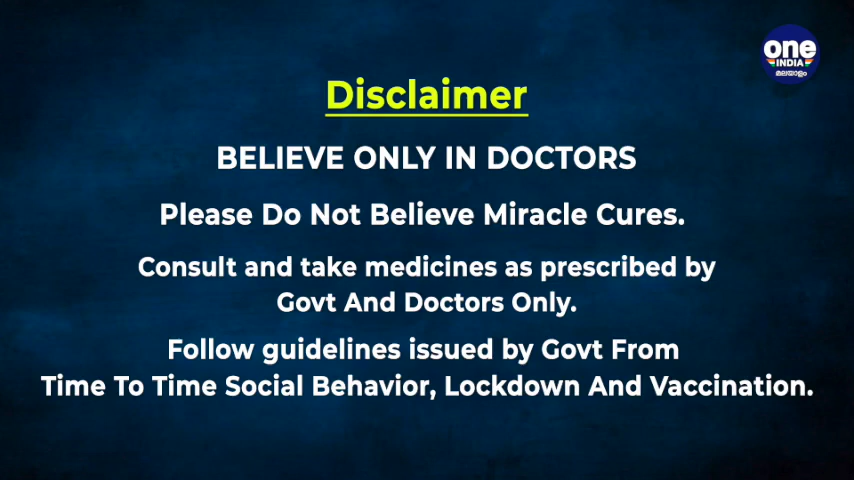 one
INDIA
മലയാളം
Disclaimer
BELIEVE ONLY IN DOCTORS
Please Do Not Believe Miracle Cures.
Consult and take medicines as prescribed by
Govt And Doctors Only.
Follow guidelines issued by Govt From
Time To Time Social Behavior, Lockdown And Vaccination.